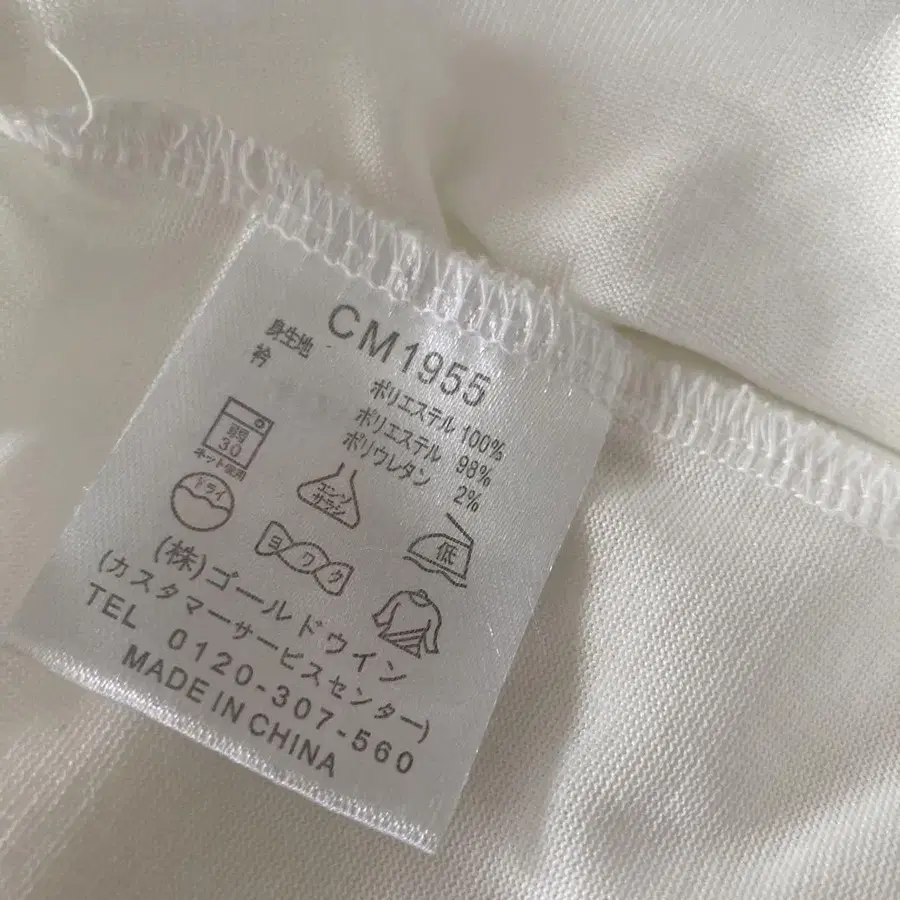 CM1955
身生地 ポリエステル 100%
衿 ポリエステル 98%
ポリウレタン 2%
弱
30
ネット使用
エンソ
サラシ
低
ドライ
ヨワク
(株)ゴールドウイン
(カスタマーサービスセンター)
TEL 0120-307-560
MADE IN CHINA